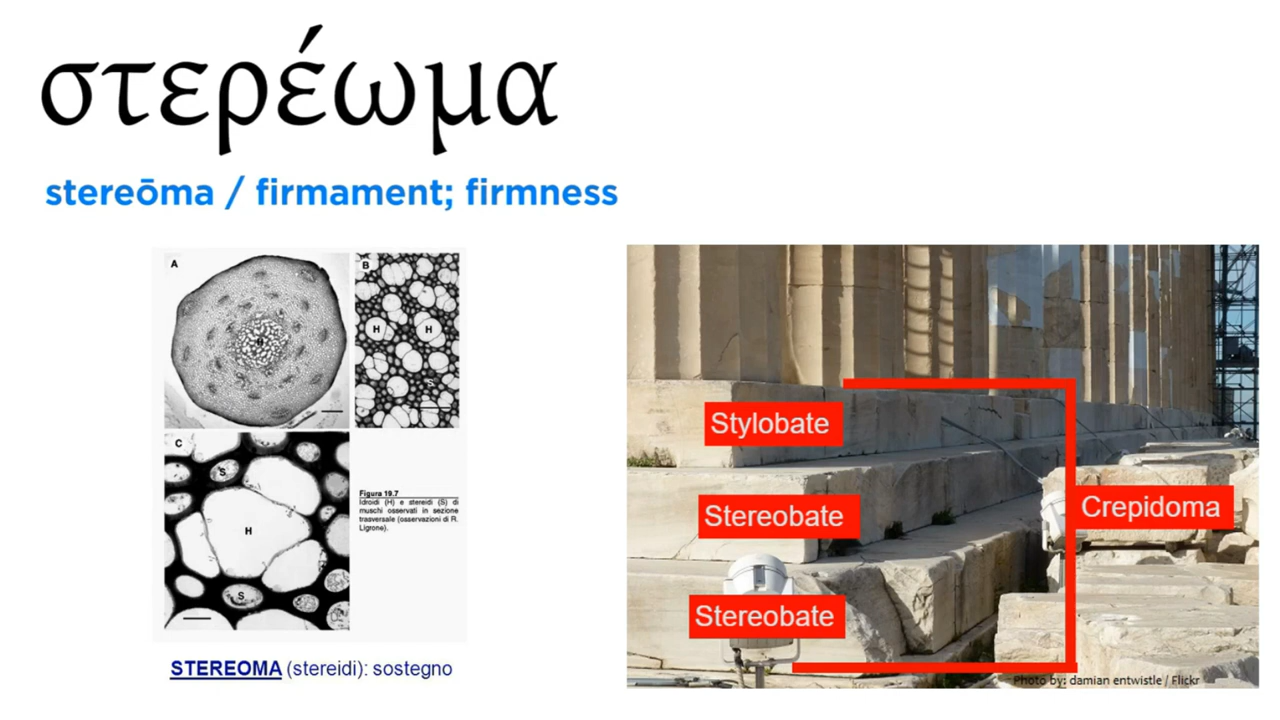 στερέωμα
stereōma / firmament; firmness
A
B
H
H
H
S
C
S
H
S
Figura 19.7
Idroidi (H) e stereidi (S) di
muschi osservati in sezione
trasversale (osservazioni di R.
Ligrone).
STEREOMA (stereidi): sostegno
Stylobate
Stereobate
Crepidoma
Stereobate
Photo by: damian entwistle / Flickr